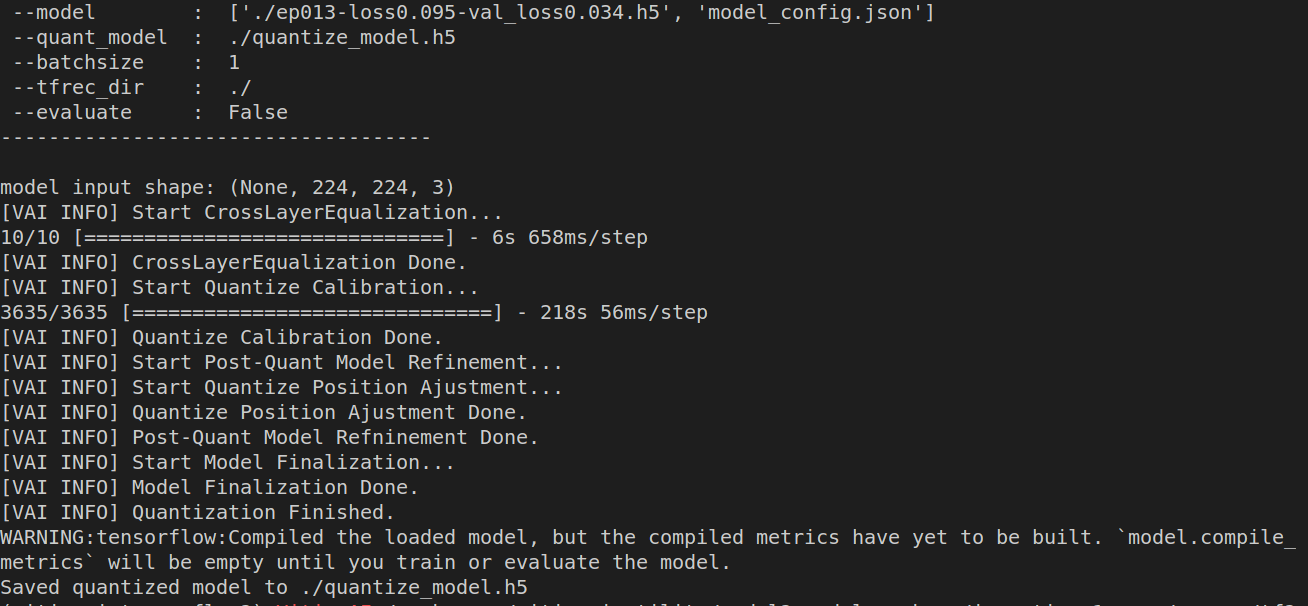 --model       :  ['./ep013-loss0.095-val_loss0.034.h5', 'model_config.json']
--quant_model  :  ./quantize_model.h5
--batchsize    :  1
--tfrec_dir    :  ./
--evaluate     :  False
------------------------------------
model input shape: (None, 224, 224, 3)
[VAI INFO] Start CrossLayerEqualization...
10/10 [==============================] - 6s 658ms/step
[VAI INFO] CrossLayerEqualization Done.
[VAI INFO] Start Quantize Calibration...
3635/3635 [==============================] - 218s 56ms/step
[VAI INFO] Quantize Calibration Done.
[VAI INFO] Start Post-Quant Model Refinement...
[VAI INFO] Start Quantize Position Ajustment...
[VAI INFO] Quantize Position Ajustment Done.
[VAI INFO] Post-Quant Model Refninement Done.
[VAI INFO] Start Model Finalization...
[VAI INFO] Model Finalization Done.
[VAI INFO] Quantization Finished.
WARNING:tensorflow:Compiled the loaded model, but the compiled metrics have yet to be built. `model.compile_
metrics` will be empty until you train or evaluate the model.
Saved quantized model to ./quantize_model.h5